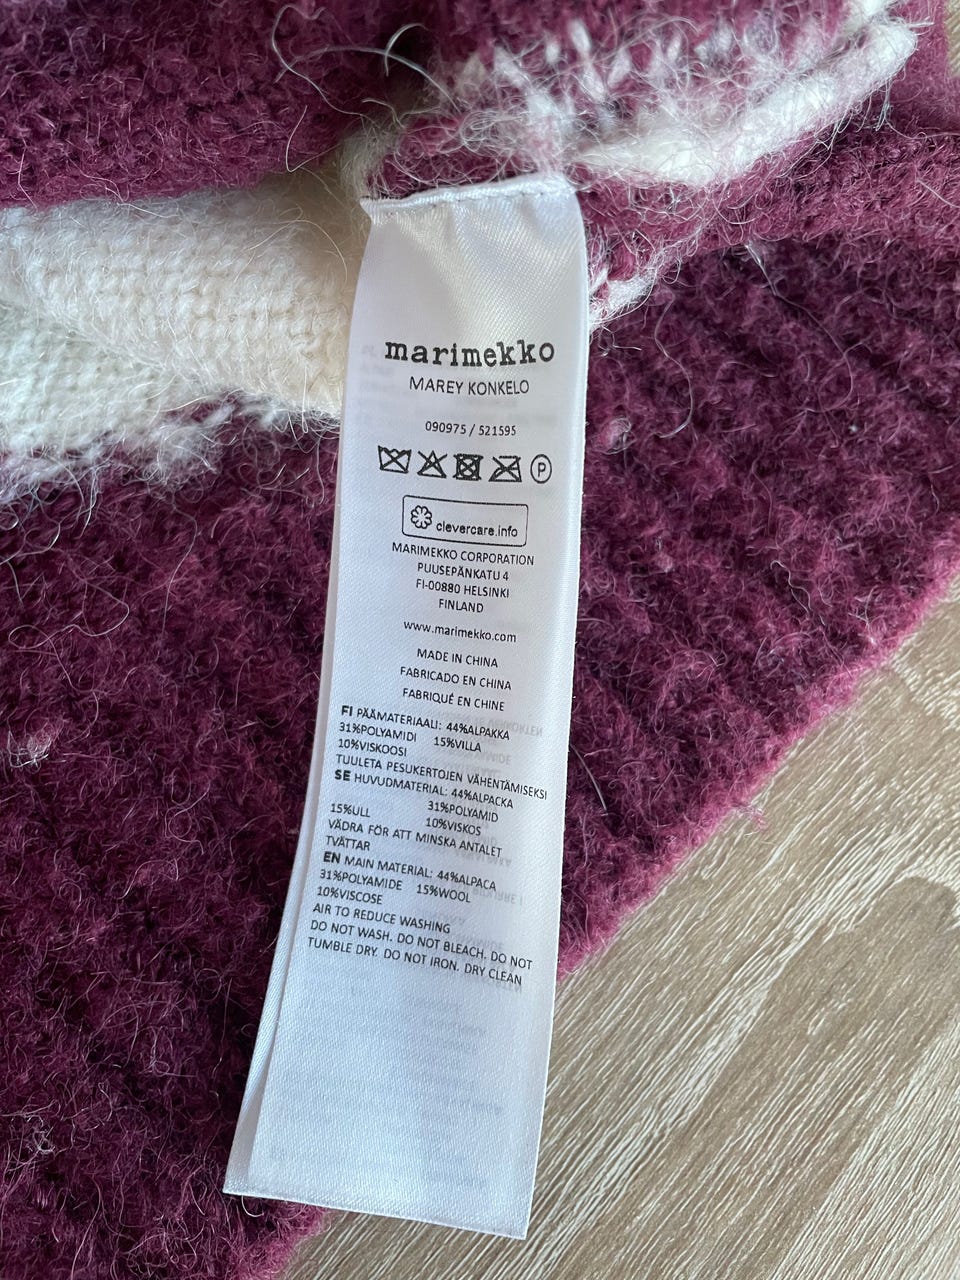 marimekko
MAREY KONKELO
090975 / 521595
P
clevercare.info
MARIMEKKO CORPORATION
PUUSEPÄNKATU 4
FI-00880 HELSINKI
FINLAND
www.marimekko.com
MADE IN CHINA
FABRICADO EN CHINA
FABRIQUÉ EN CHINE
FI PÄÄMATERIAALI: 44%ALPAKKA
31%POLYAMIDI 15%VILLA
10%VISKOOSI
TUULETA PESUKERTOJEN VÄHENTÄMISEKSI
SE HUVUDMATERIAL: 44%ALPACKA
31%POLYAMID
15%ULL
10%VISKOS
VÄDRA FÖR ATT MINSKA ANTALET
TVÄTTAR
EN MAIN MATERIAL: 44%ALPACA
31%POLYAMIDE 15%WOOL
10%VISCOSE
AIR TO REDUCE WASHING
DO NOT WASH. DO NOT BLEACH. DO NOT
TUMBLE DRY. DO NOT IRON. DRY CLEAN